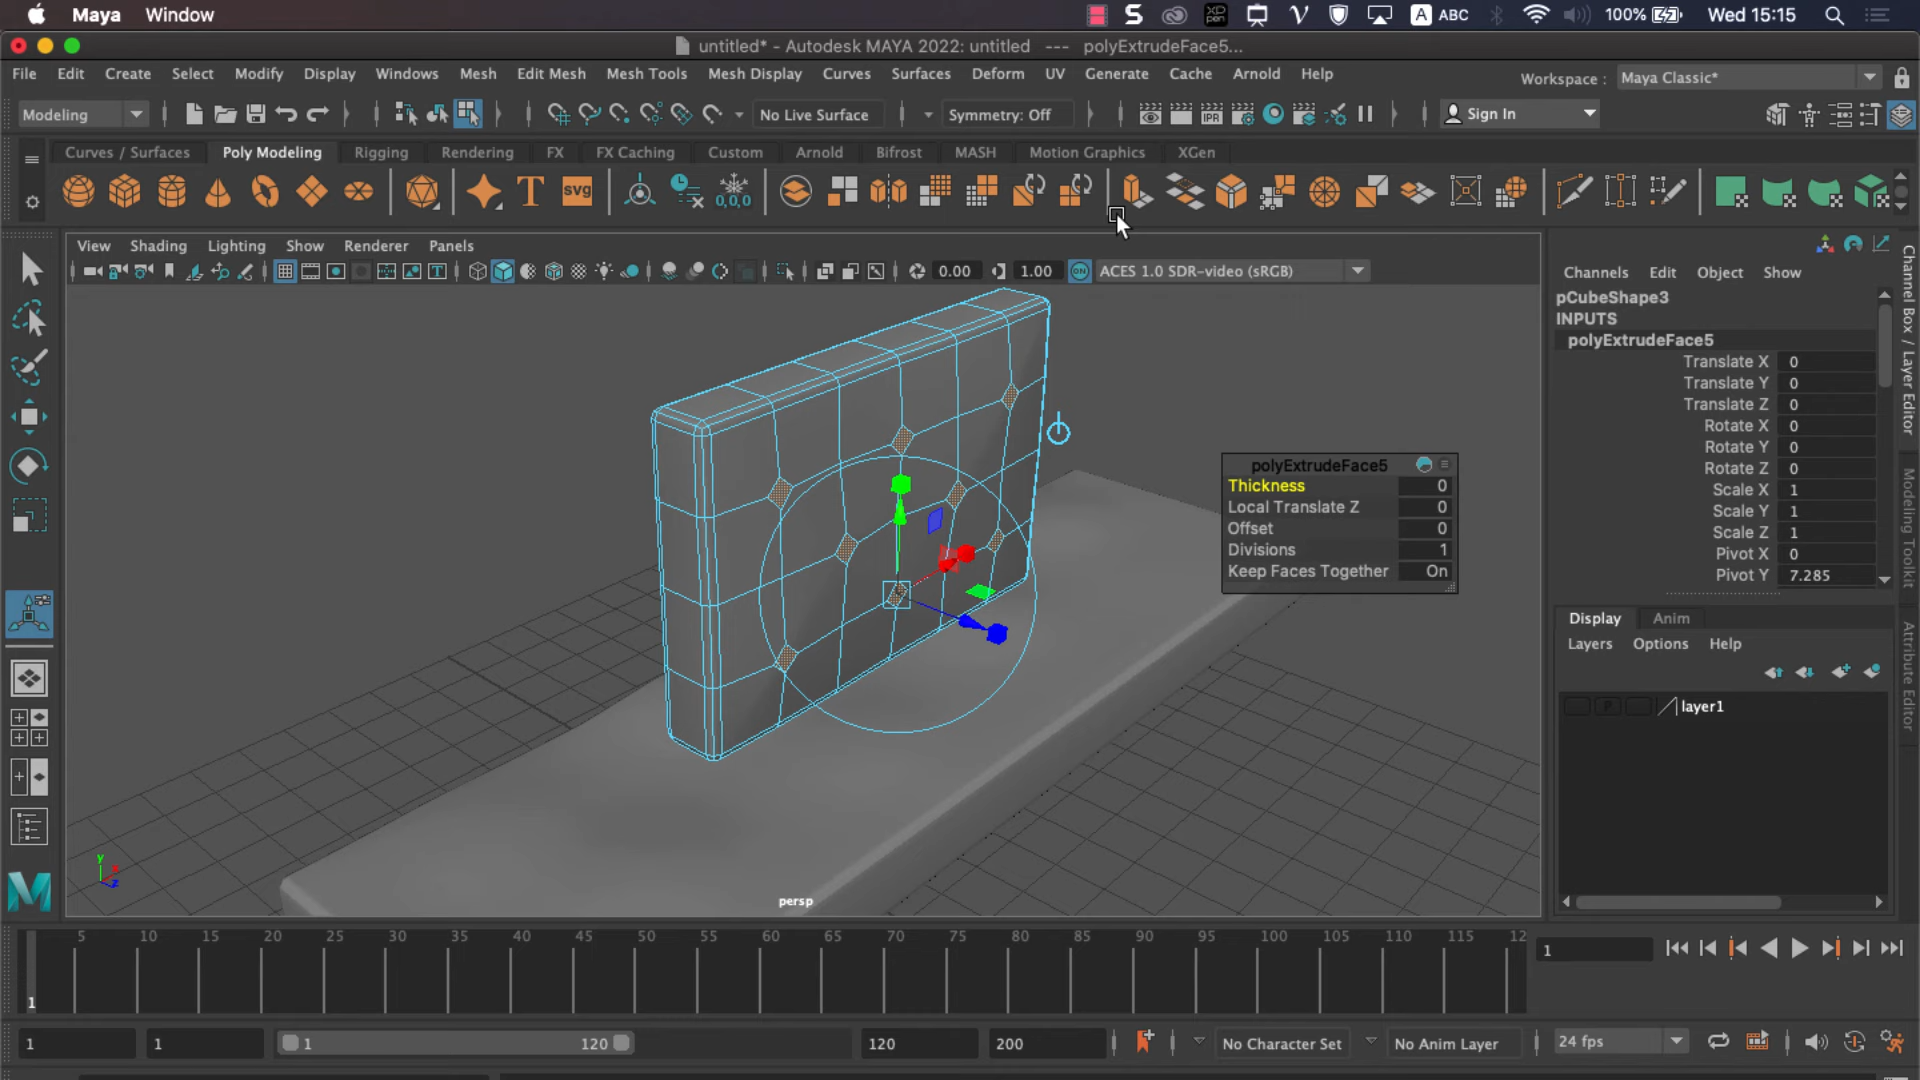 Maya Window
A ABC 100% Wed 15:15
untitled* - Autodesk MAYA 2022: untitled --- polyExtrudeFace5...
File Edit Create Select Modify Display Windows Mesh Edit Mesh Mesh Tools Mesh Display Curves Surfaces Deform UV Generate Cache Arnold Help
Workspace : Maya Classic*
Modeling No Live Surface Symmetry: Off IPR Sign In
Curves / Surfaces Poly Modeling Rigging Rendering FX FX Caching Custom Arnold Bifrost MASH Motion Graphics XGen
T svg 0,0,0
View Shading Lighting Show Renderer Panels
0.00 1.00 ON ACES 1.0 SDR-video (sRGB)
Channels Edit Object Show
pCubeShape3
INPUTS
polyExtrudeFace5
Translate X 0
Translate Y 0
Translate Z 0
Rotate X 0
Rotate Y 0
Rotate Z 0
Scale X 1
Scale Y 1
Scale Z 1
Pivot X 0
Pivot Y 7.285
Channel Box / Layer Editor
Modeling Toolkit
Attribute Editor
polyExtrudeFace5
Thickness 0
Local Translate Z 0
Offset 0
Divisions 1
Keep Faces Together On
Display Anim
Layers Options Help
layer1
persp
5 10 15 20 25 30 35 40 45 50 55 60 65 70 75 80 85 90 95 100 105 110 115 12
1
1
1 1 1 120 120 200 No Character Set No Anim Layer 24 fps